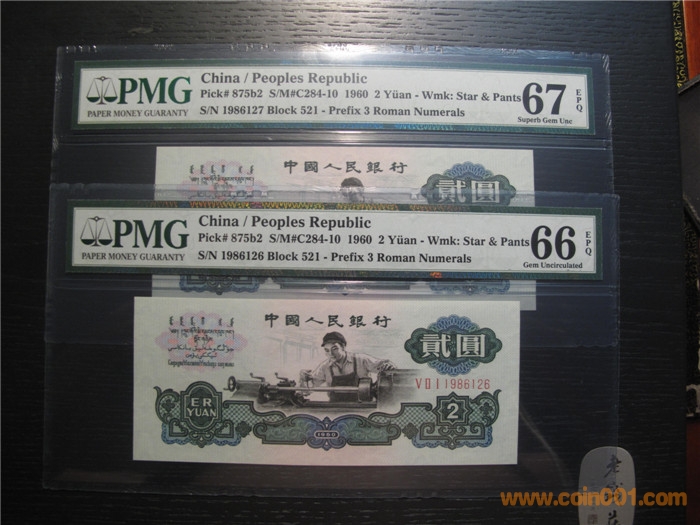 PMG
PAPER MONEY GUARANTY
China / Peoples Republic
Pick# 875b2 S/M#C284-10 1960 2 Yüan - Wmk: Star & Pants
S/N 1986127 Block 521 - Prefix 3 Roman Numerals
67 EPQ
Superb Gem Unc
中國人民銀行
貳圓
PMG
PAPER MONEY GUARANTY
China / Peoples Republic
Pick# 875b2 S/M#C284-10 1960 2 Yüan - Wmk: Star & Pants
S/N 1986126 Block 521 - Prefix 3 Roman Numerals
66 EPQ
Gem Uncirculated
中國人民銀行
貳圓
VIII 1986126
ER
YUAN
1960
2
www.coin001.com